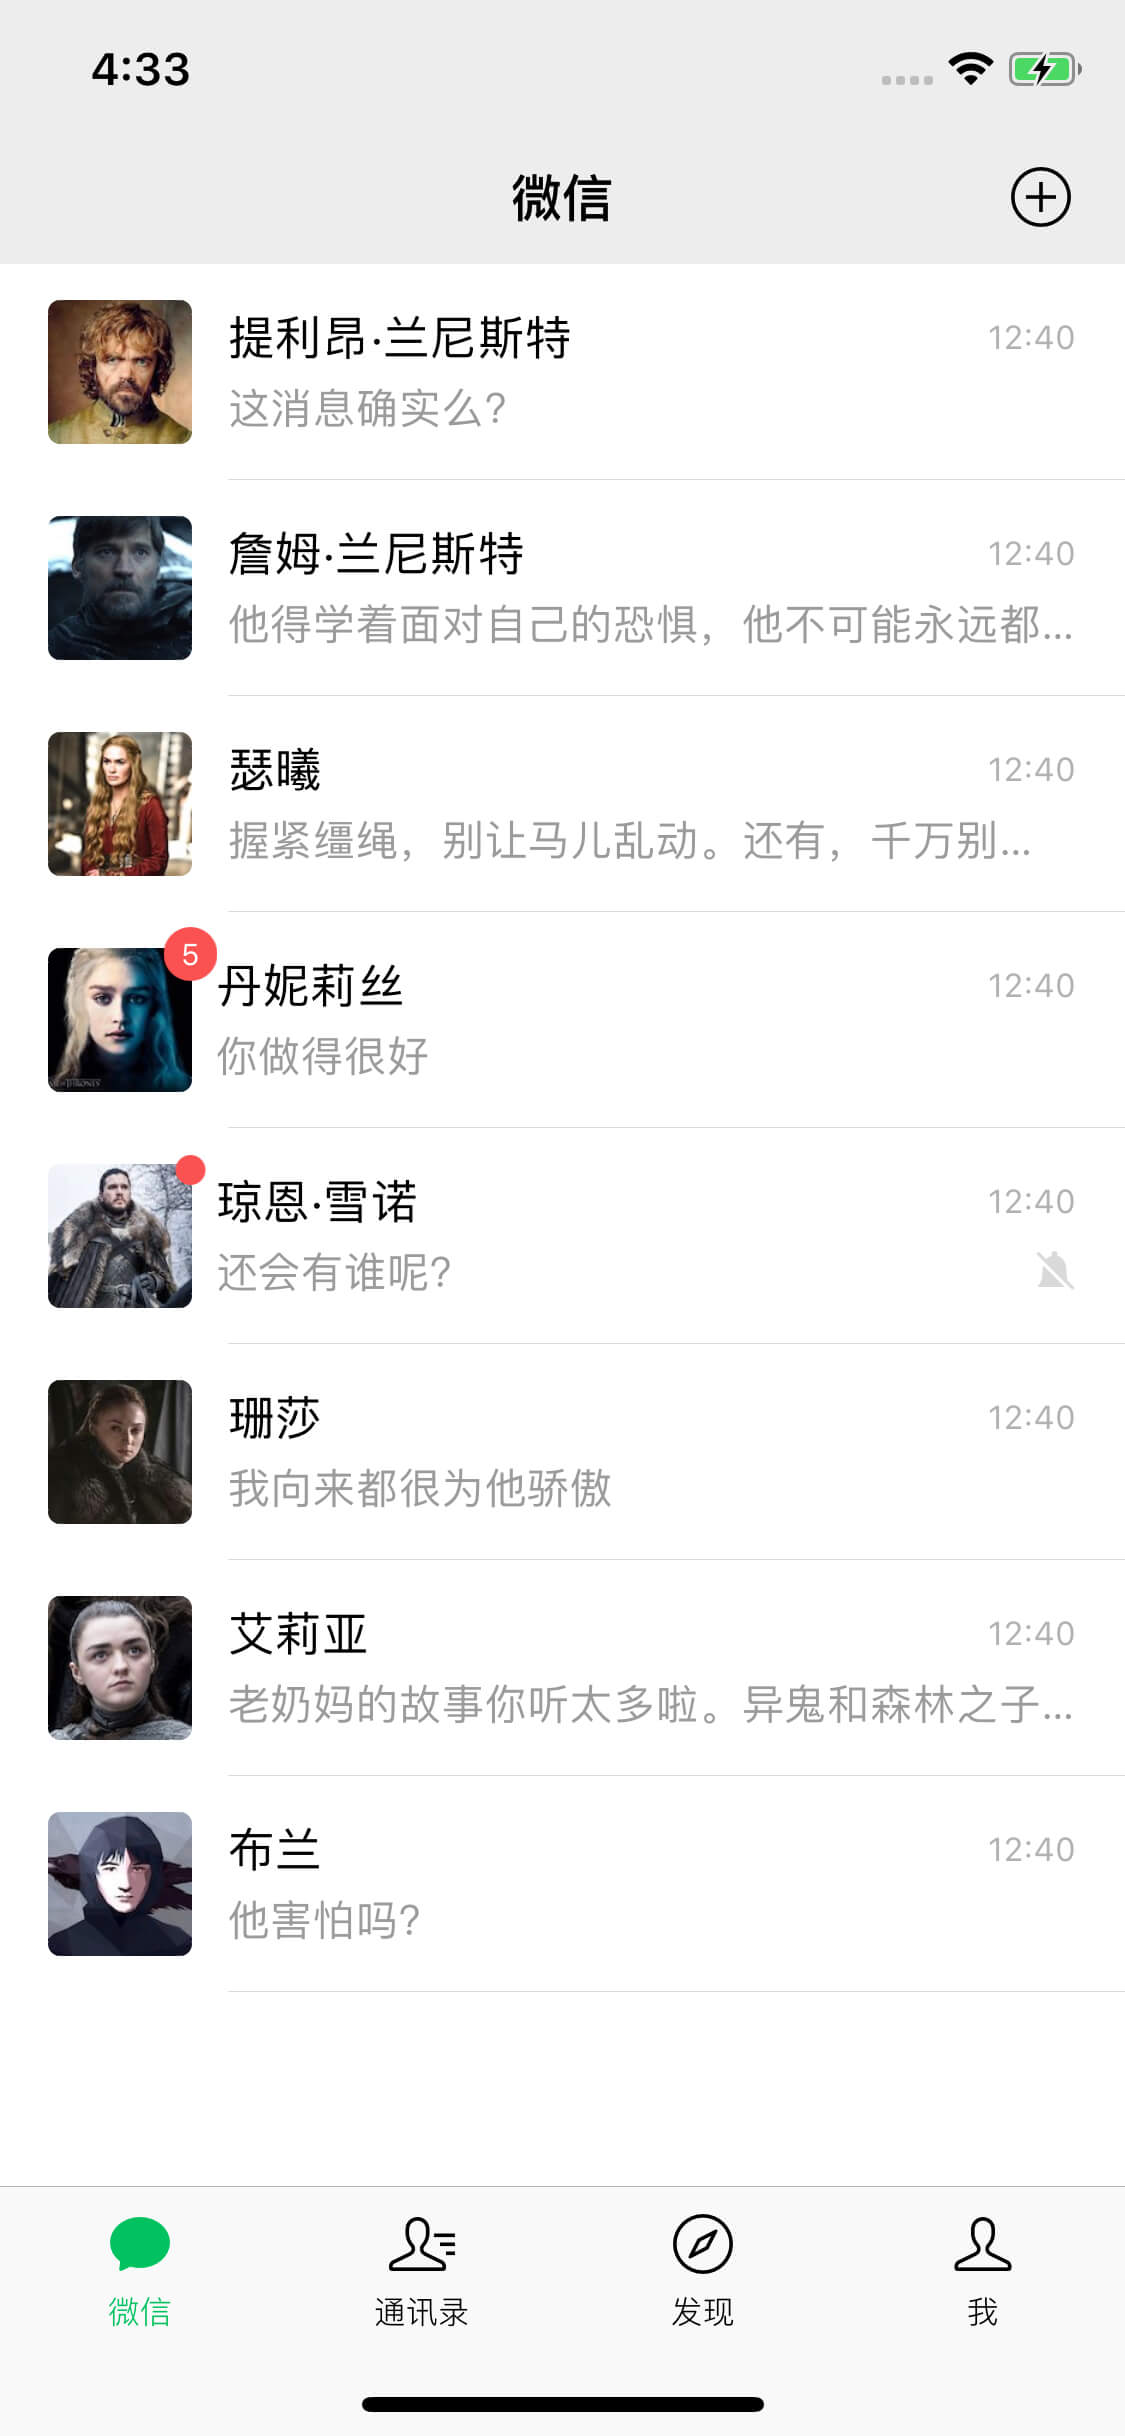 4:33
微信
提利昂·兰尼斯特
12:40
这消息确实么?
詹姆·兰尼斯特
12:40
他得学着面对自己的恐惧，他不可能永远都...
瑟曦
12:40
握紧缰绳，别让马儿乱动。还有，千万别...
5
丹妮莉丝
12:40
你做得很好
琼恩·雪诺
12:40
还会有谁呢?
珊莎
12:40
我向来都很为他骄傲
艾莉亚
12:40
老奶妈的故事你听太多啦。异鬼和森林之子...
布兰
12:40
他害怕吗?
微信
通讯录
发现
我